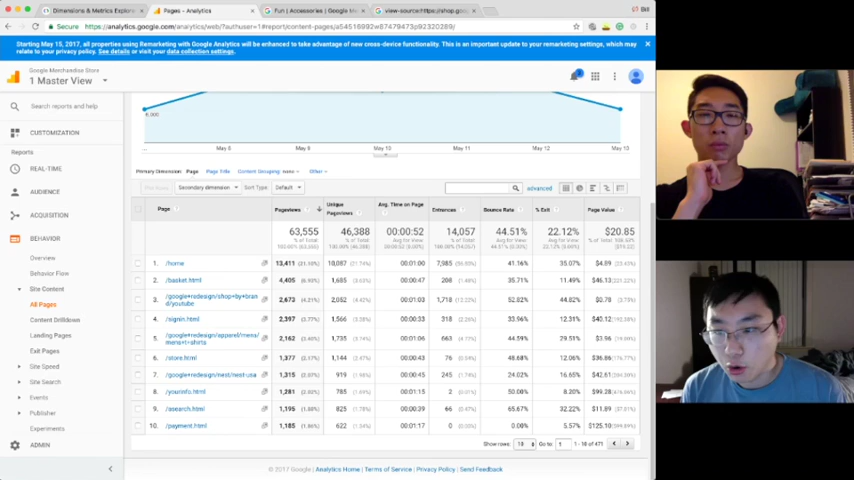 Dimensions & Metrics Explorer
Pages - Analytics
Fun | Accessories | Google Me
view-source:https://shop.goo
Bill
Secure
https://analytics.google.com/analytics/web/?authuser=1#report/content-pages/a54516992w87479473p92320289/
Starting May 15, 2017, all properties using Remarketing with Google Analytics will be enhanced to take advantage of new cross-device functionality. This is an important update to your remarketing settings, which may
relate to your privacy policy. See details or visit your data collection settings.
Google Merchandise Store
1 Master View
Search reports and help
CUSTOMIZATION
Reports
REAL-TIME
AUDIENCE
ACQUISITION
BEHAVIOR
Overview
Behavior Flow
Site Content
All Pages
Content Drilldown
Landing Pages
Exit Pages
Site Speed
Site Search
Events
Publisher
Experiments
ADMIN
... May 8 May 9 May 10 May 11 May 12 May 13
Primary Dimension: Page Page Title Content Grouping: none Other
Secondary dimension Sort Type: Default advanced
Page Pageviews Unique Pageviews Avg. Time on Page Entrances Bounce Rate % Exit Page Value
63,555 46,388 00:00:52 14,057 44.51% 22.12% $20.85
1. /home 13,411 10,087 00:01:00 7,985 41.16% 35.07% $4.89
2. /basket.html 4,405 1,685 00:00:27 208 35.71% 11.49% $46.13
3. /google+redesign/shop+by+brand/youtube 2,673 2,052 00:01:03 1,718 52.82% 44.82% $0.78
4. /signin.html 2,397 1,566 00:00:33 318 33.96% 12.31% $40.12
5. /google+redesign/apparel/mens/mens+t-shirts 2,162 1,735 00:01:06 663 44.59% 29.51% $3.96
6. /store.html 1,377 1,144 00:00:43 76 48.68% 12.06% $36.86
7. /google+redesign/nest/nest-usa 1,315 919 00:00:45 245 24.02% 16.65% $42.61
8. /yourinfo.html 1,281 785 00:01:15 2 50.00% 8.20% $99.28
9. /asearch.html 1,195 825 00:00:39 66 65.67% 32.22% $11.89
10. /payment.html 1,185 622 00:01:17 0 5.57% $125.10
Show rows: 10 Go to: 1 1 - 10 of 471
© 2017 Google | Analytics Home | Terms of Service | Privacy Policy | Send Feedback